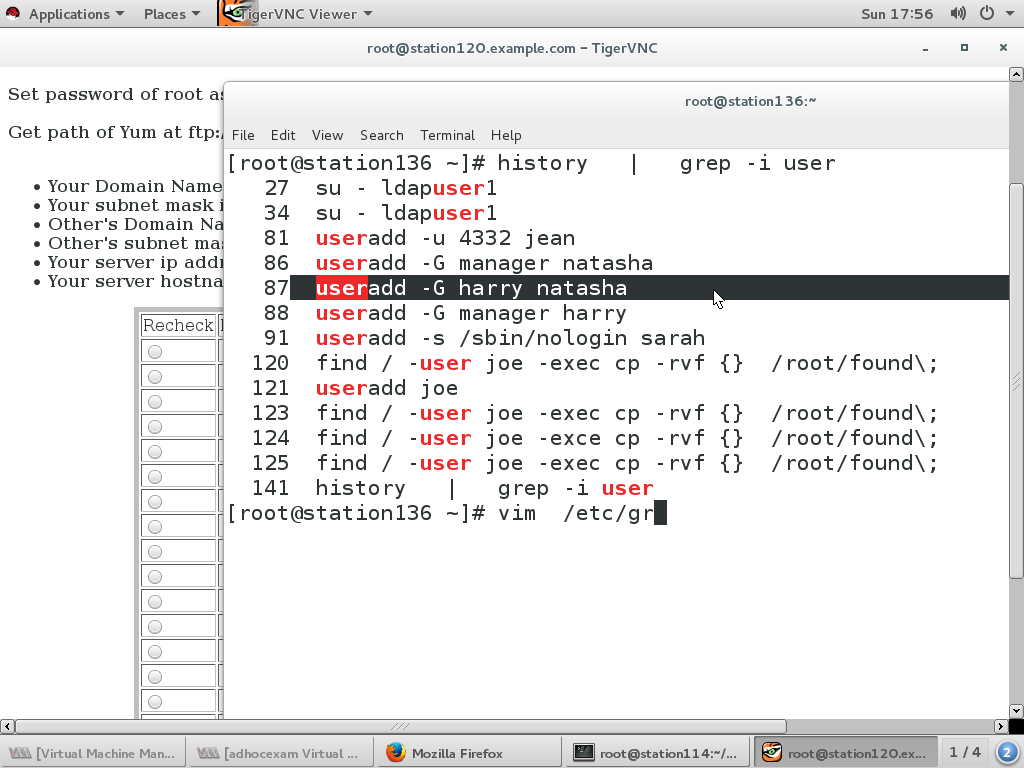 Applications Places TigerVNC Viewer Sun 17:56
root@station120.example.com – TigerVNC
Set password of root as
Get path of Yum at ftp:/
• Your Domain Name
• Your subnet mask i
• Other's Domain Na
• Other's subnet mas
• Your server ip addr
• Your server hostna
Recheck
root@station136:~
File Edit View Search Terminal Help
[root@station136 ~]# history   |   grep -i user
27  su - ldapuser1
34  su - ldapuser1
81  useradd -u 4332 jean
86  useradd -G manager natasha
87  useradd -G harry natasha
88  useradd -G manager harry
91  useradd -s /sbin/nologin sarah
120  find / -user joe -exec cp -rvf {}  /root/found\;
121  useradd joe
123  find / -user joe -exec cp -rvf {}  /root/found\;
124  find / -user joe -exce cp -rvf {}  /root/found\;
125  find / -user joe -exec cp -rvf {}  /root/found\;
141  history   |   grep -i user
[root@station136 ~]# vim  /etc/gr
[Virtual Machine Man... [adhocexam Virtual ... Mozilla Firefox root@station114:~/... root@station120.ex... 1 / 4 2